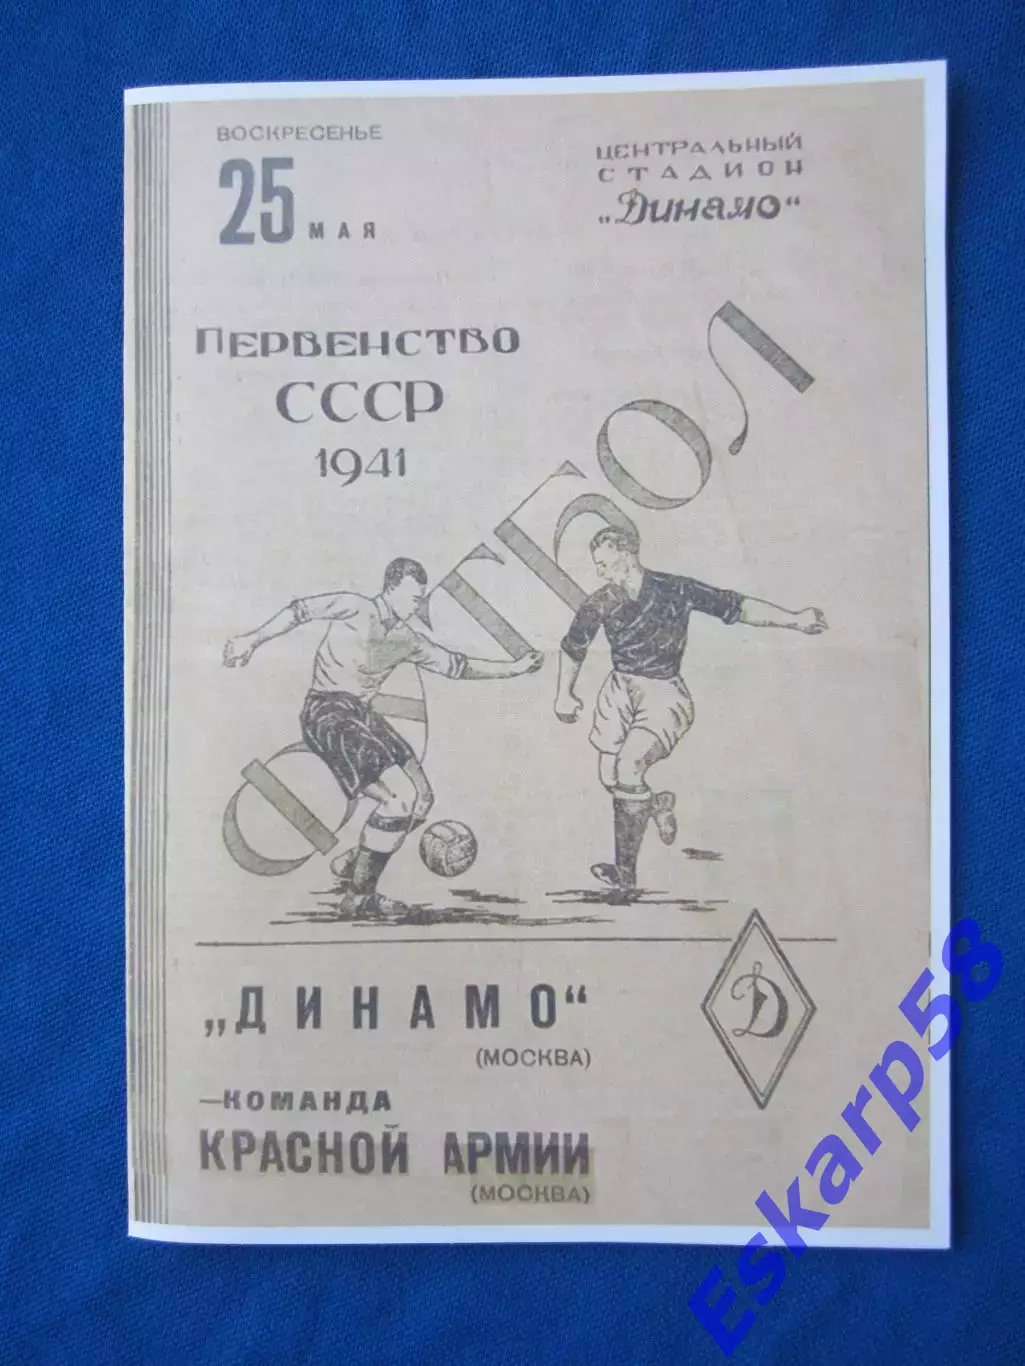 ВОСКРЕСЕНЬЕ
25 МАЯ
ЦЕНТРАЛЬНЫЙ
СТАДИОН
„Динамо“
ПЕРВЕНСТВО
СССР
1941
ФУТБОЛ
„ДИНАМО“
(МОСКВА)
Д
—КОМАНДА
КРАСНОЙ АРМИИ
(МОСКВА)
Eskarp58